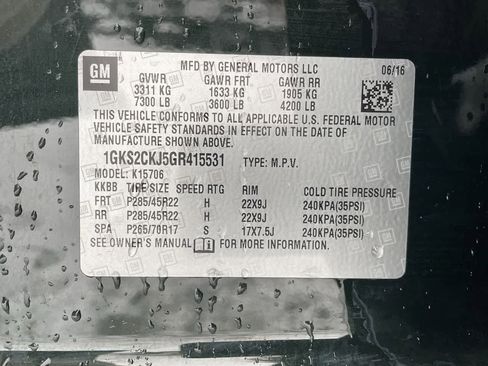 GM
MFD BY GENERAL MOTORS LLC
06/16
GVWR GAWR FRT GAWR RR
3311 KG 1633 KG 1905 KG
7300 LB 3600 LB 4200 LB
THIS VEHICLE CONFORMS TO ALL APPLICABLE U.S. FEDERAL MOTOR
VEHICLE SAFETY STANDARDS IN EFFECT ON THE DATE OF
MANUFACTURE SHOWN ABOVE.
1GKS2CKJ5GR415531 TYPE: M.P.V.
MODEL: K15706
KKBB TIRE SIZE SPEED RTG RIM COLD TIRE PRESSURE
FRT P285/45R22 H 22X9J 240KPA(35PSI)
RR P285/45R22 H 22X9J 240KPA(35PSI)
SPA P265/70R17 S 17X7.5J 240KPA(35PSI)
SEE OWNER'S MANUAL FOR MORE INFORMATION.